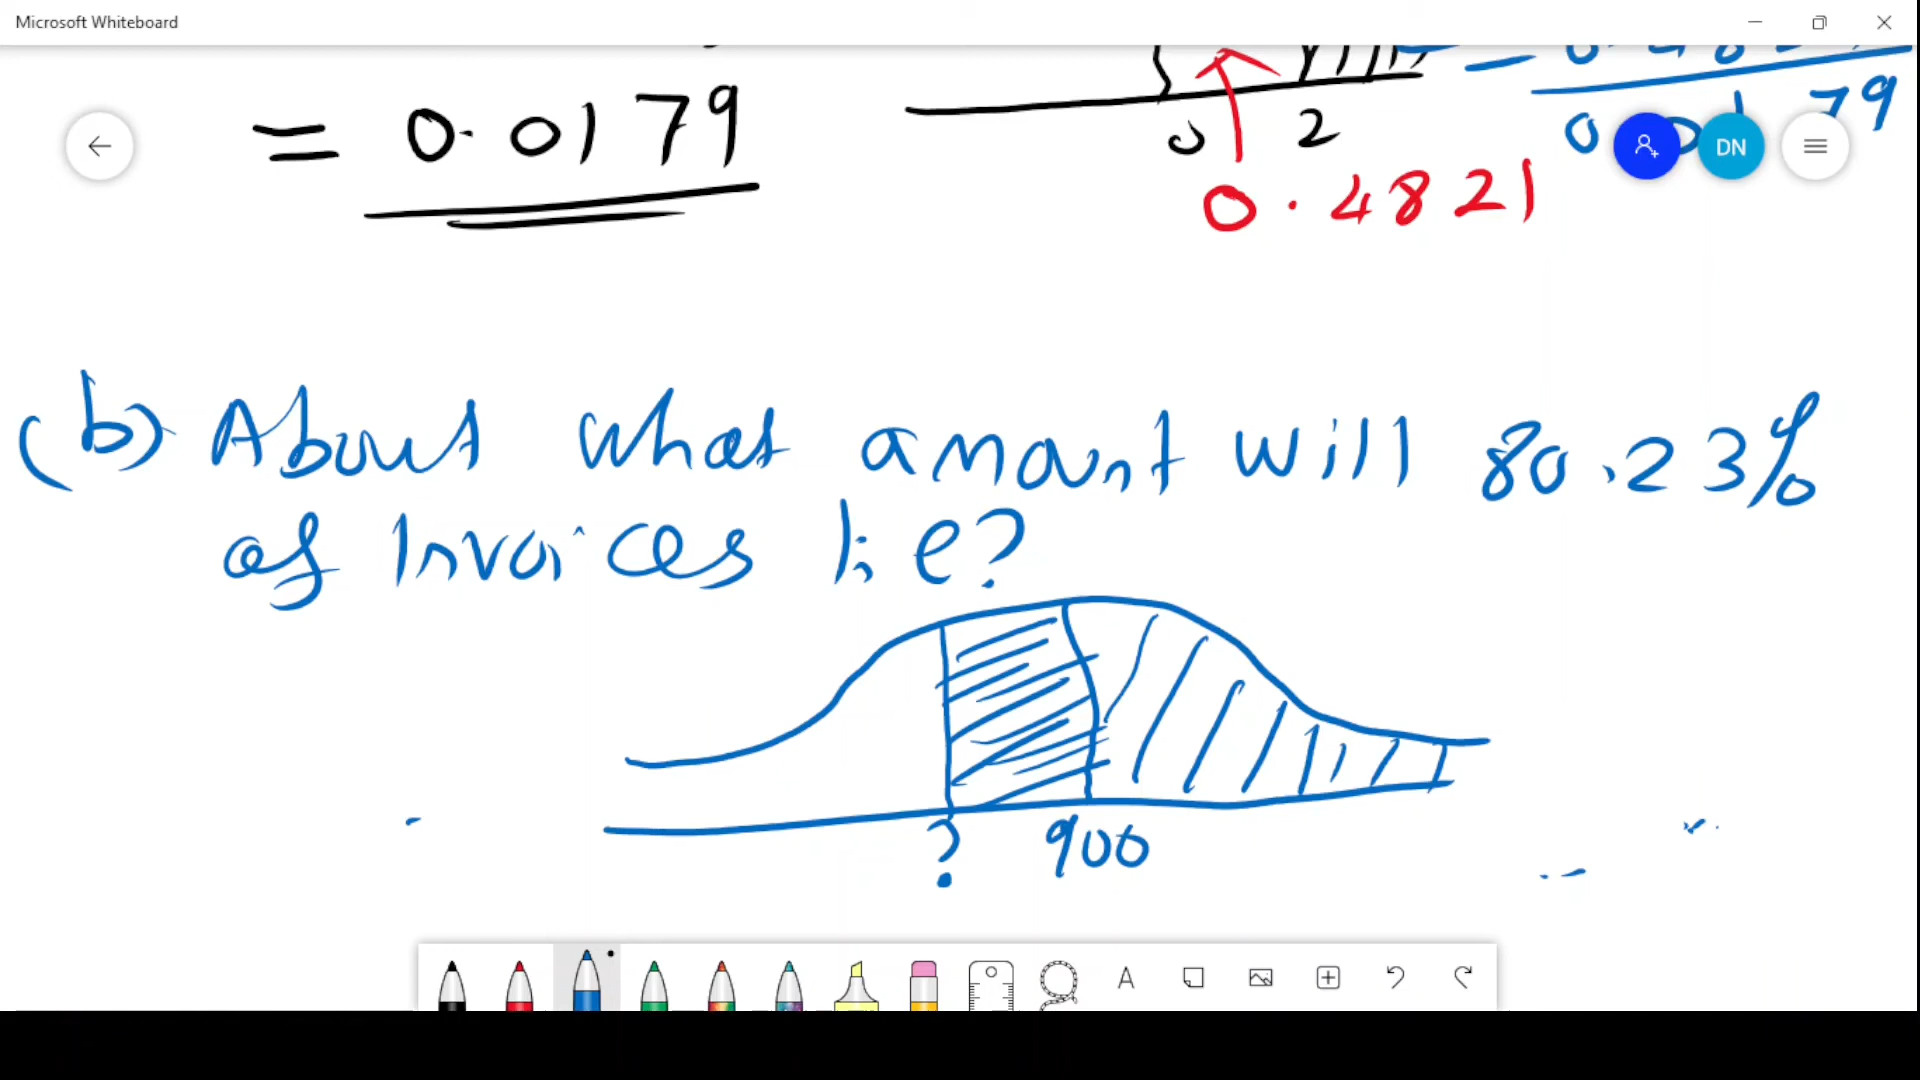 Microsoft Whiteboard
= 0.0179
0 2
0.4821
79
DN
(b) About what amount will 80.23%
of Invoices lie?
? 900
A